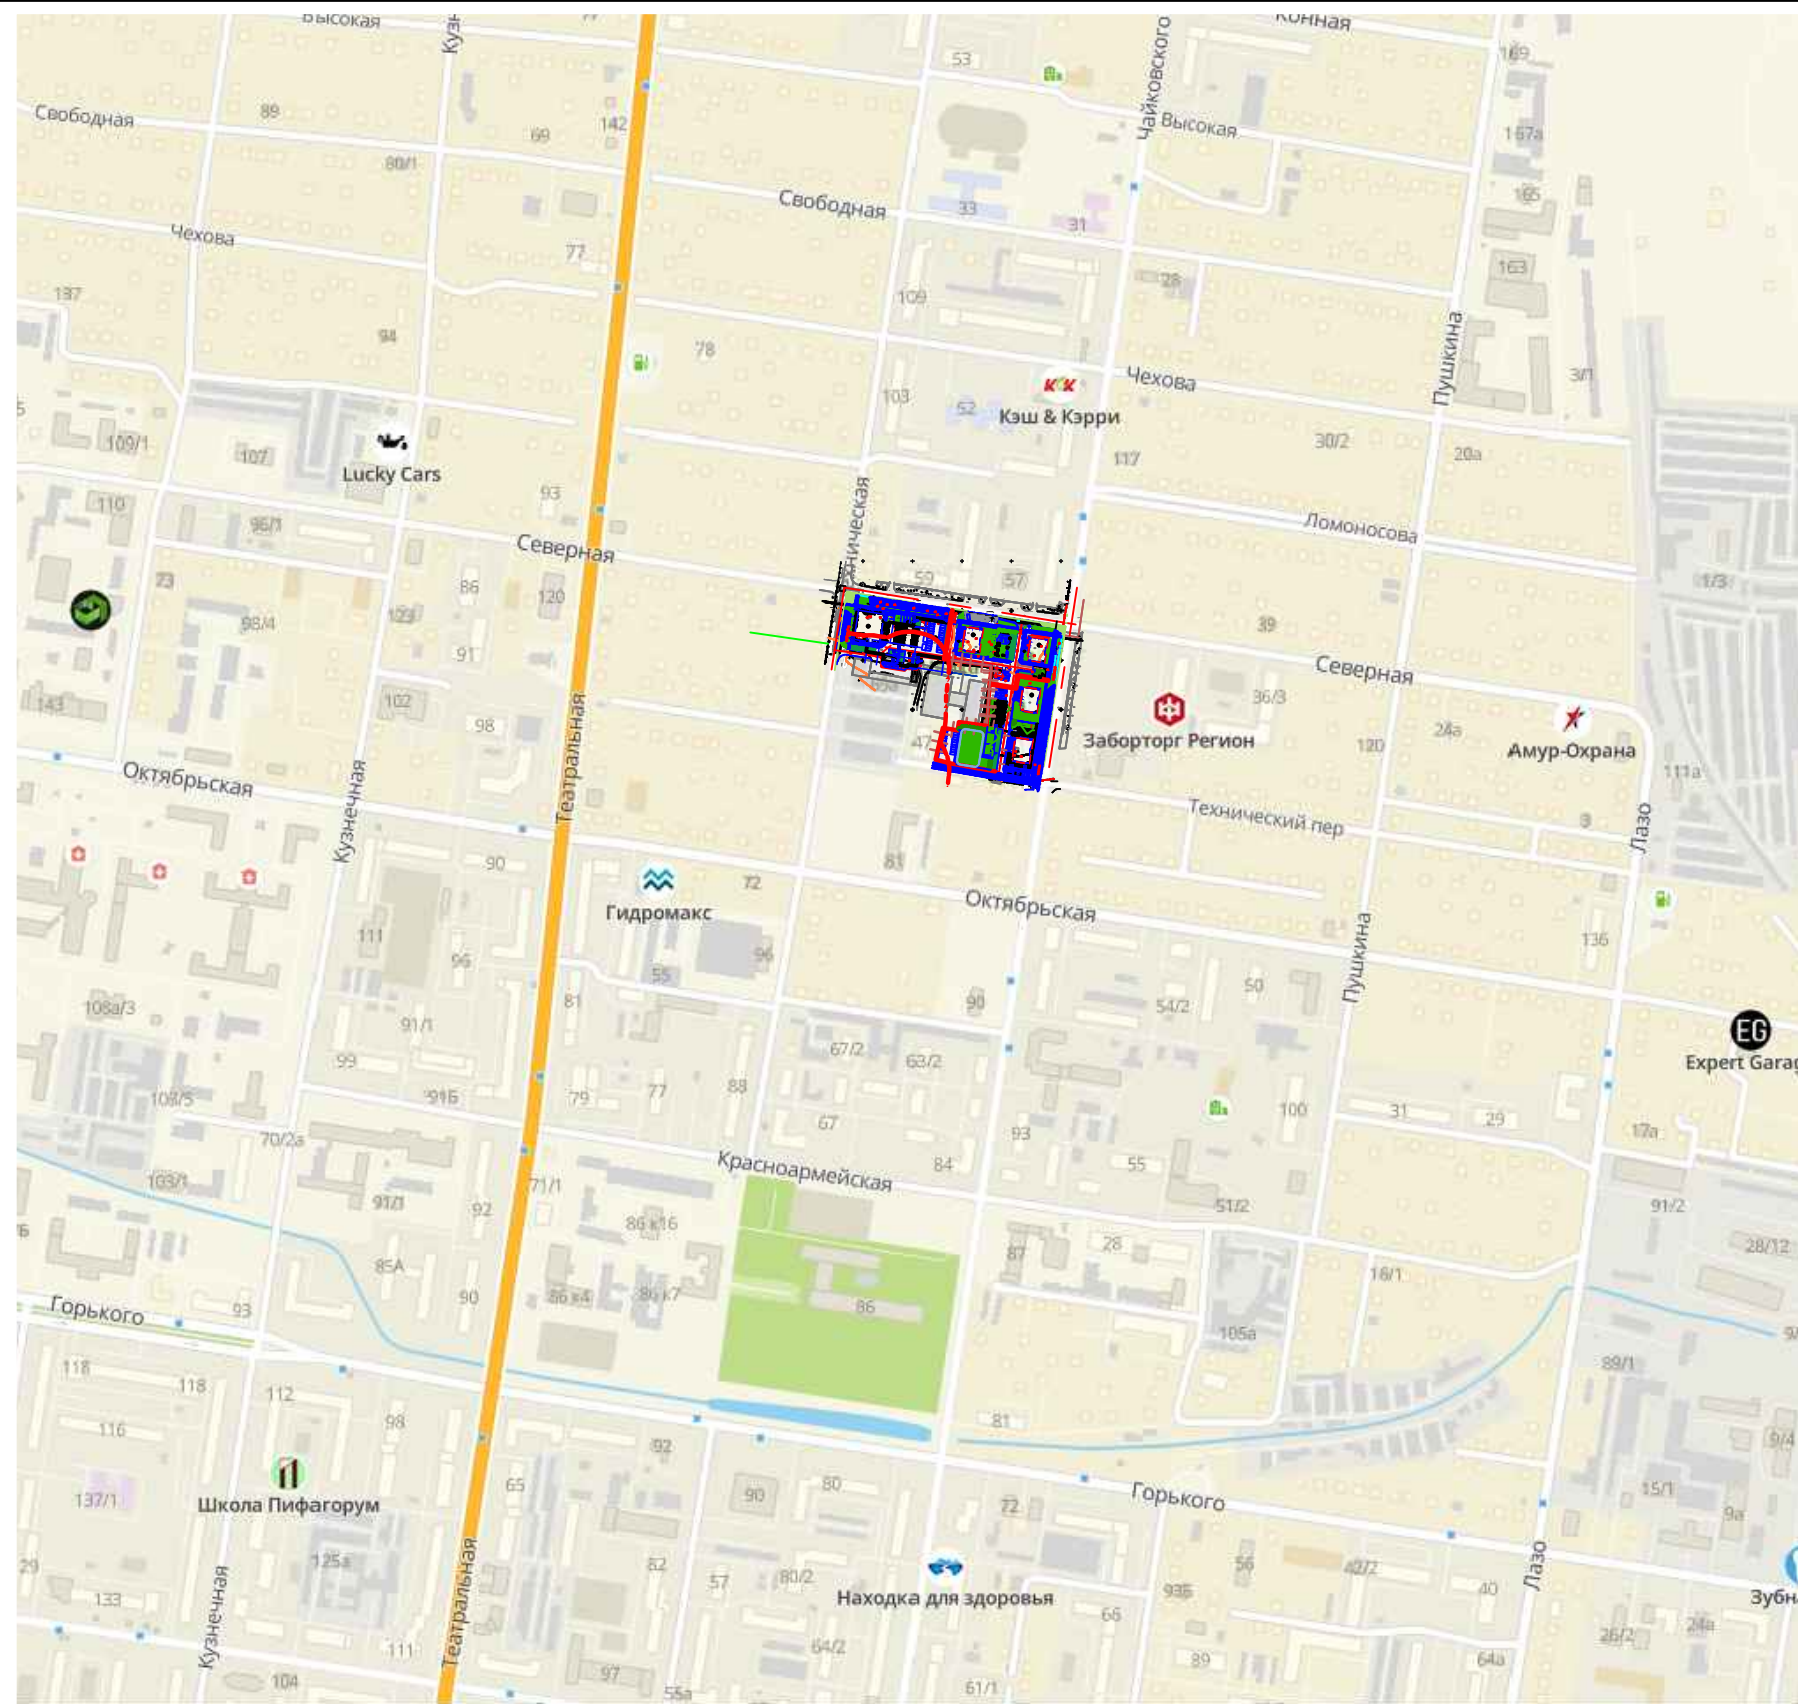 Высокая
Конная
53
169
Чайковского
Свободная
89
142
69
Высокая
167а
80/1
Свободная
33
31
165
Чехова
77
163
28
137
109
94
78
Пушкина
Чехова
3/1
103
52
Кэш & Кэрри
109/1
107
Lucky Cars
117
30/2
20а
110
93
96/1
Северная
Ломоносова
73
86
120
59
57
1/3
98/4
123
39
91
Северная
143
102
98
36/3
24а
Заборторг Регион
120
Амур-Охрана
111а
47
Октябрьская
Театральная
Кузнечная
Технический пер
3
Лазо
90
81
72
Гидромакс
Октябрьская
111
96
96
55
136
Пушкина
108а/3
81
90
54/2
50
91/1
99
67/2
63/2
EG
Expert Garag
108/5
91Б
79
77
88
67
93
100
31
29
17а
70/2а
Красноармейская
84
55
103/1
91/1
92
71/1
86 к16
51/2
91/2
87
28
28/12
85А
18/1
Горького
93
90
86 к4
86 к7
86
105а
89/1
118
118
112
98
81
116
92
9/4
65
80
90
137/1
Школа Пифагорум
Горького
72
15/1
9а
29
125а
62
57
80/2
Находка для здоровья
56
42/2
40
Лазо
93Б
133
66
Зубн
Кузнечная
Театральная
111
64/2
26/2
24а
104
97
55а
61/1
89
64а